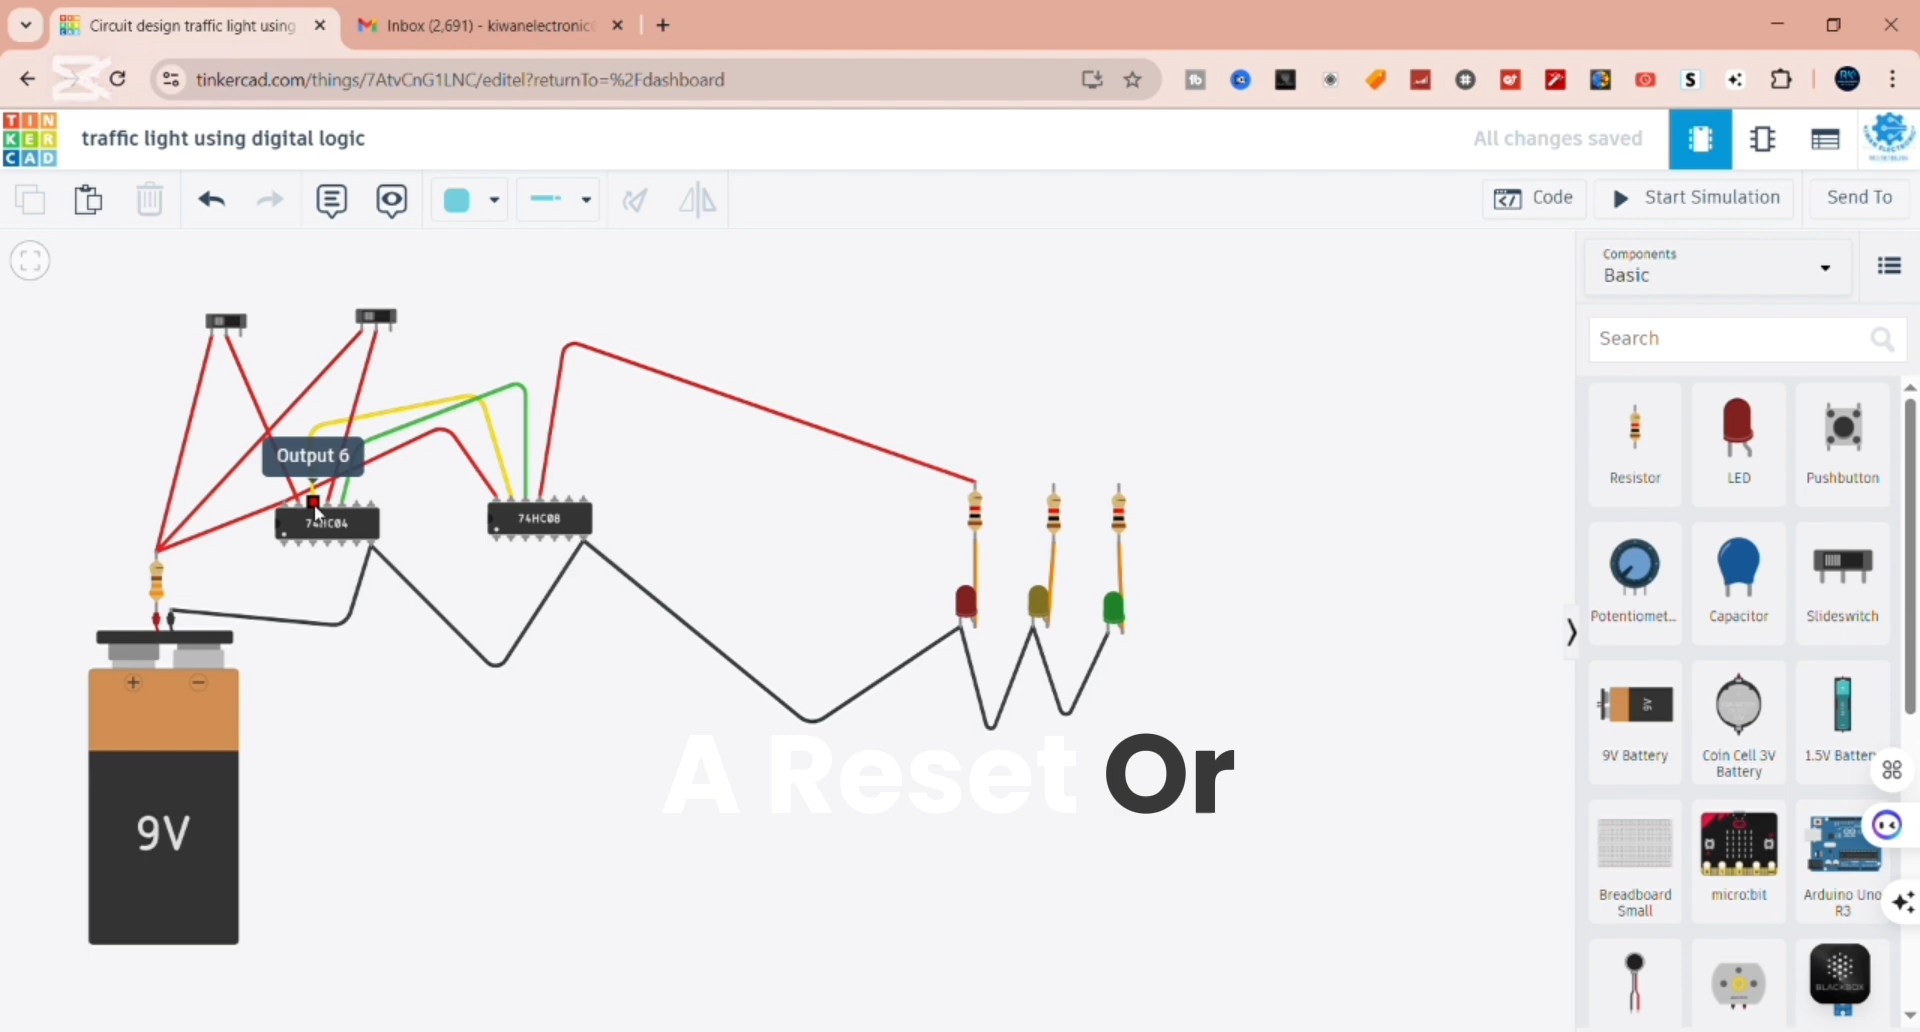 Circuit design traffic light using
Inbox (2,691) - kiwanelectronic
tinkercad.com/things/7AtvCnG1LNC/editel?returnTo=%2Fdashboard
TIN
KER
CAD
traffic light using digital logic
All changes saved
Code
Start Simulation
Send To
Components
Basic
Search
Resistor
LED
Pushbutton
Potentiomet...
Capacitor
Slideswitch
9V
9V Battery
Coin Cell 3V
Battery
1.5V Batter
Breadboard
Small
micro:bit
Arduino Uno
R3
BLACKBOX
Output 6
74HC04
74HC08
+
−
9V
A Reset Or